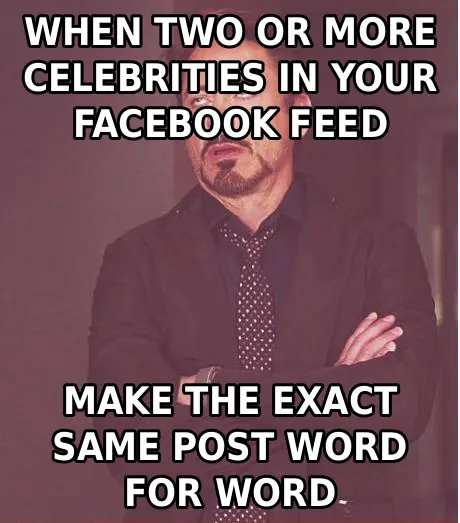 WHEN TWO OR MORE
CELEBRITIES IN YOUR
FACEBOOK FEED
MAKE THE EXACT
SAME POST WORD
FOR WORD